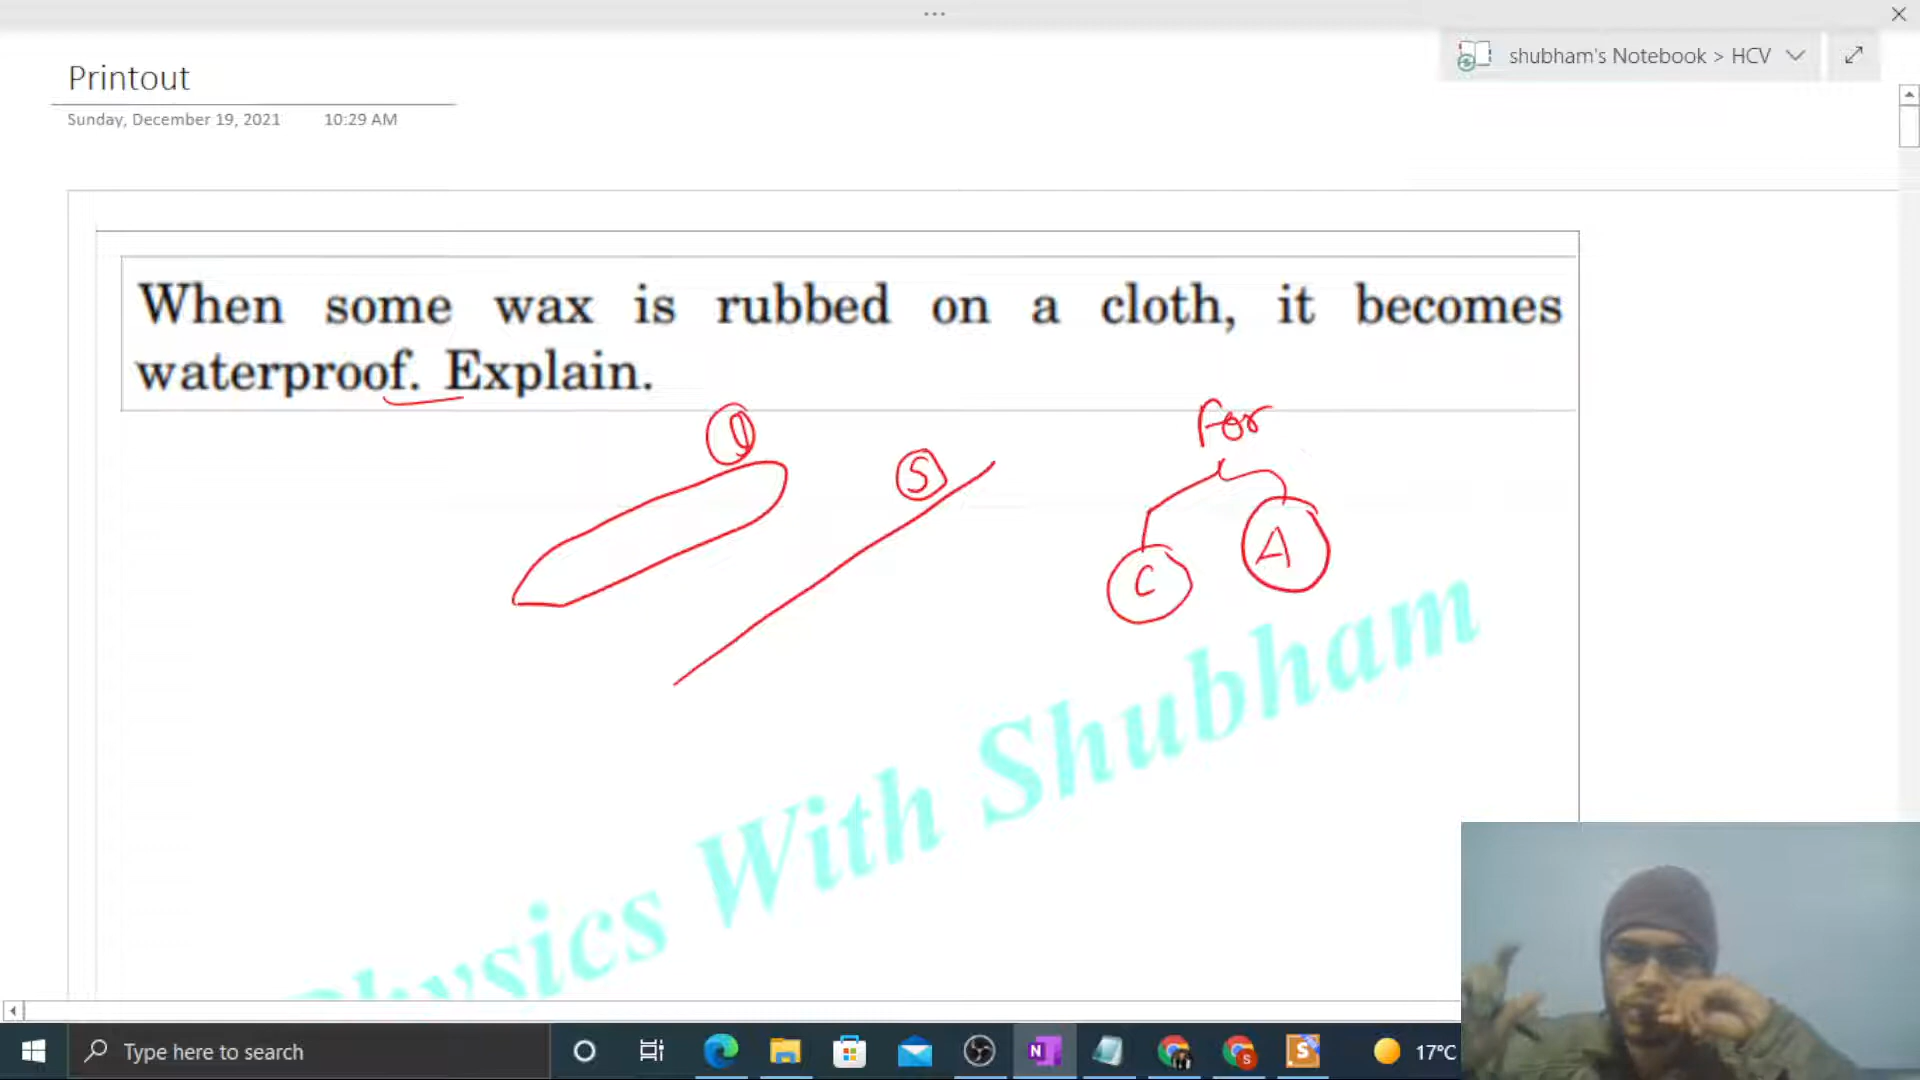 shubham's Notebook > HCV
Printout
Sunday, December 19, 2021 10:29 AM
When some wax is rubbed on a cloth, it becomes
waterproof. Explain.
For
S
C
A
Physics With Shubham
Type here to search
17°C